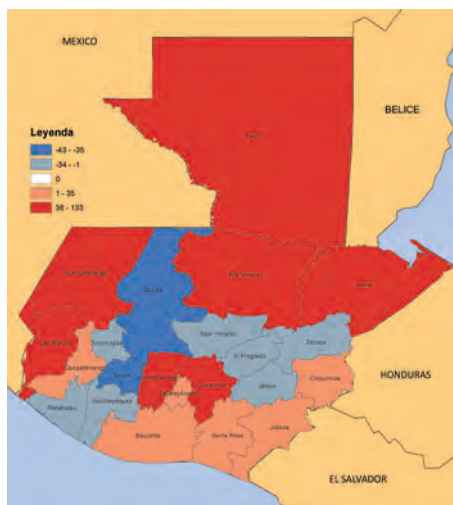 MEXICO
BELICE
Petén
Leyenda
-43 - -35
-34 - -1
0
1 - 35
36 - 133
Huehuetenango
Quiché
Alta Verapaz
Izabal
San Marcos
Totonicapán
Baja Verapaz
Zacapa
Quetzaltenango
El Progreso
Sololá
Chimaltenango
Guatemala
Jalapa
Chiquimula
HONDURAS
Sacatepéquez
Retalhuleu
Suchitepéquez
Escuintla
Santa Rosa
Jutiapa
EL SALVADOR